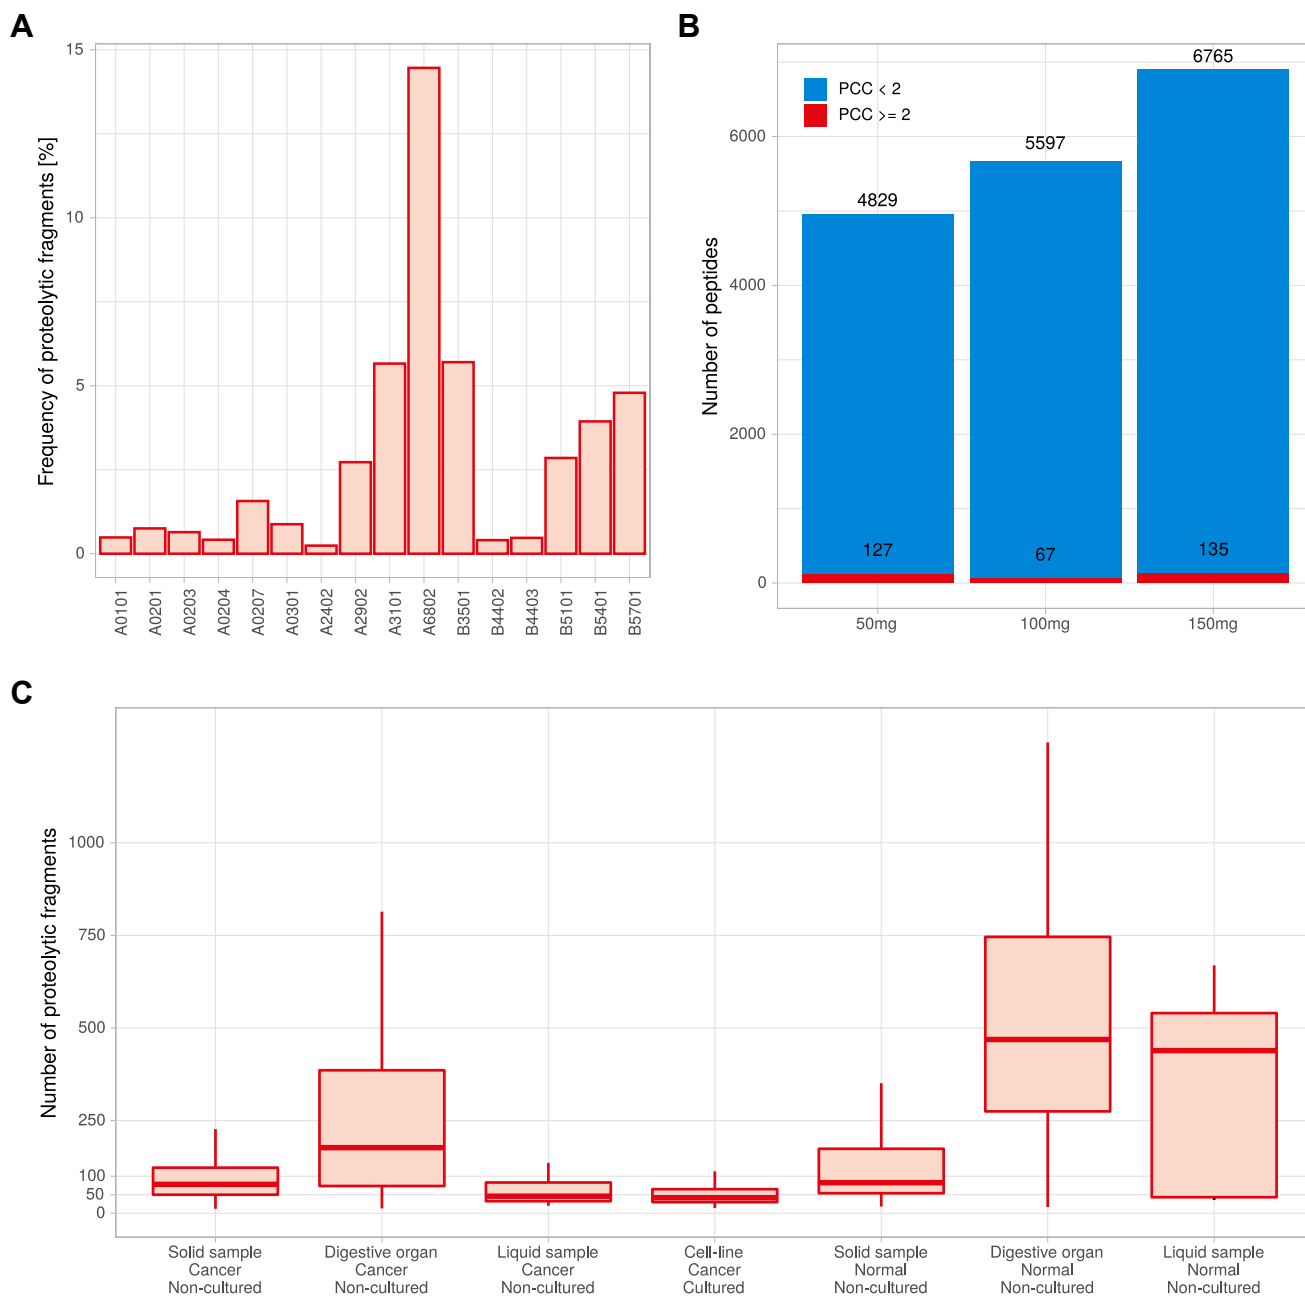 A
Frequency of proteolytic fragments [%]
15
10
5
0
A0101
A0201
A0203
A0204
A0207
A0301
A2402
A2902
A3101
A6802
B3501
B4402
B4403
B5101
B5401
B5701
B
Number of peptides
PCC < 2
PCC >= 2
6000
4000
2000
0
4829
5597
6765
127
67
135
50mg
100mg
150mg
C
Number of proteolytic fragments
1000
750
500
250
100
50
0
Solid sample
Cancer
Non-cultured
Digestive organ
Cancer
Non-cultured
Liquid sample
Cancer
Non-cultured
Cell-line
Cancer
Cultured
Solid sample
Normal
Non-cultured
Digestive organ
Normal
Non-cultured
Liquid sample
Normal
Non-cultured